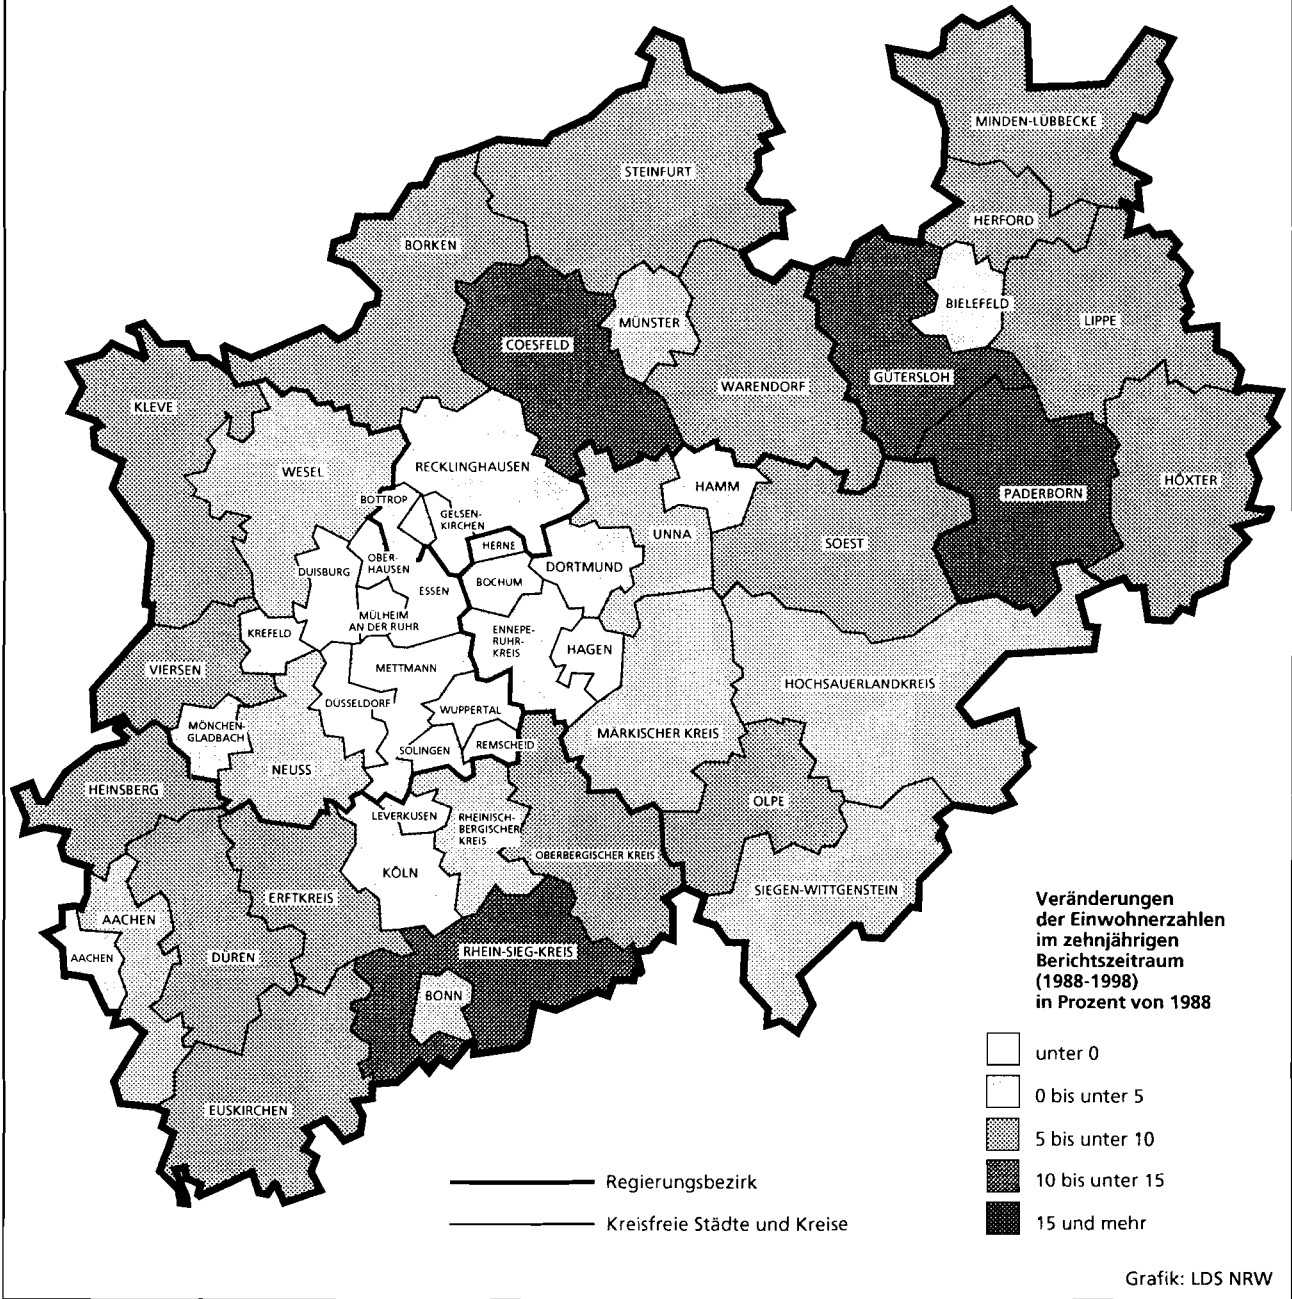 MINDEN-LÜBBECKE
STEINFURT
HERFORD
BORKEN
BIELEFELD
LIPPE
MÜNSTER
COESFELD
GÜTERSLOH
WARENDORF
KLEVE
RECKLINGHAUSEN
WESEL
HÖXTER
HAMM
PADERBORN
BOTTROP
GELSEN-
KIRCHEN
UNNA
SOEST
HERNE
OBER-
HAUSEN
DORTMUND
DUISBURG
BOCHUM
ESSEN
MÜLHEIM
AN DER RUHR
KREFELD
ENNEPE-
RUHR-
KREIS
HAGEN
VIERSEN
METTMANN
HOCHSAUERLANDKREIS
DÜSSELDORF
WUPPERTAL
MÖNCHEN-
GLADBACH
MÄRKISCHER KREIS
SOLINGEN
REMSCHEID
NEUSS
HEINSBERG
OLPE
LEVERKUSEN
RHEINISCH-
BERGISCHER
KREIS
OBERBERGISCHER KREIS
KÖLN
SIEGEN-WITTGENSTEIN
ERFTKREIS
AACHEN
RHEIN-SIEG-KREIS
AACHEN
DÜREN
BONN
EUSKIRCHEN
Veränderungen
der Einwohnerzahlen
im zehnjährigen
Berichtszeitraum
(1988-1998)
in Prozent von 1988
unter 0
0 bis unter 5
5 bis unter 10
10 bis unter 15
15 und mehr
Regierungsbezirk
Kreisfreie Städte und Kreise
Grafik: LDS NRW